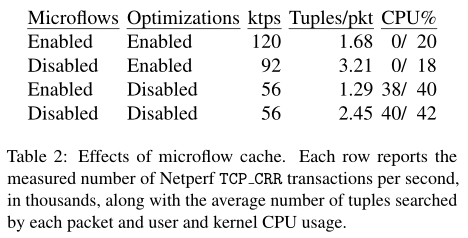 Microflows Optimizations ktps Tuples/pkt CPU%
Enabled Enabled 120 1.68 0/ 20
Disabled Enabled 92 3.21 0/ 18
Enabled Disabled 56 1.29 38/ 40
Disabled Disabled 56 2.45 40/ 42
Table 2: Effects of microflow cache. Each row reports the
measured number of Netperf TCP_CRR transactions per second,
in thousands, along with the average number of tuples searched
by each packet and user and kernel CPU usage.